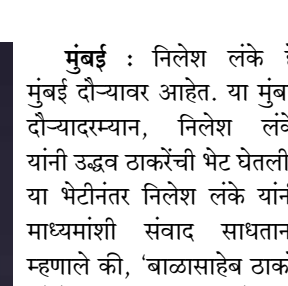 मुंबई : निलेश लंके
मुंबई दौऱ्यावर आहेत. या
दौऱ्यादरम्यान, निलेश
यांनी उद्धव ठाकरेंची भेट घेतली
या भेटीनंतर निलेश लंके
माध्यमांशी संवाद
म्हणाले की, ‘बाळासाहेब